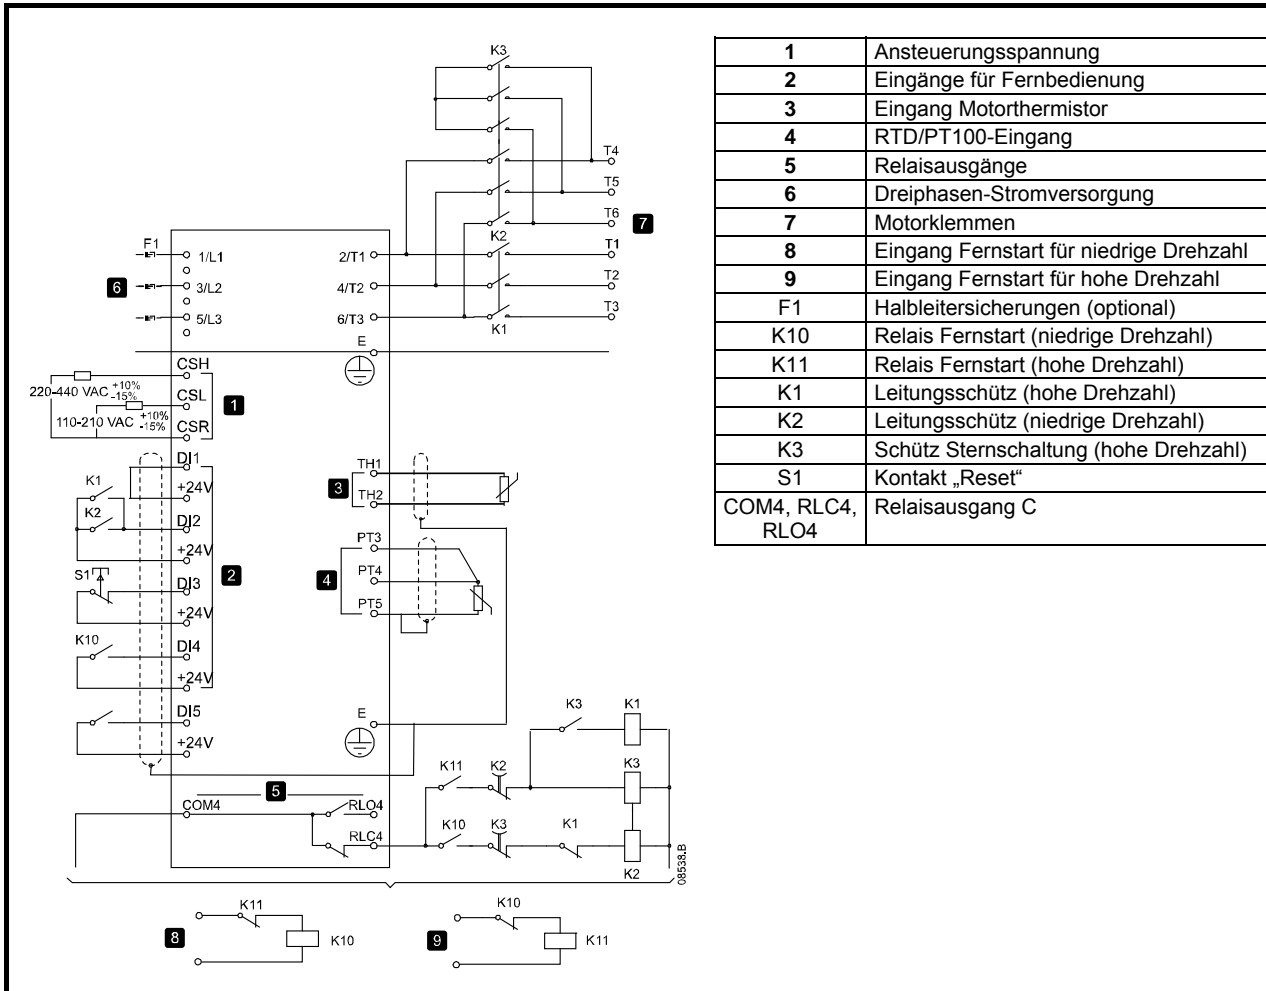 K3
T4
T5
T6
7
K2
T1
T2
T3
K1
F1
1/L1
2/T1
6
3/L2
4/T2
5/L3
6/T3
E
CSH
220-440 VAC +10% -15%
CSL
1
110-210 VAC +10% -15%
CSR
DI1
K1
+24V
K2
DI2
+24V
2
S1
DI3
+24V
K10
DI4
+24V
DI5
+24V
TH1
3
TH2
PT3
4
PT4
PT5
E
K3
K1
K11
K2
K3
5
COM4
RLO4
K10
K3
K1
RLC4
K2
08538.B
K11
8
K10
K10
9
K11
1 Ansteuerungsspannung
2 Eingänge für Fernbedienung
3 Eingang Motorthermistor
4 RTD/PT100-Eingang
5 Relaisausgänge
6 Dreiphasen-Stromversorgung
7 Motorklemmen
8 Eingang Fernstart für niedrige Drehzahl
9 Eingang Fernstart für hohe Drehzahl
F1 Halbleitersicherungen (optional)
K10 Relais Fernstart (niedrige Drehzahl)
K11 Relais Fernstart (hohe Drehzahl)
K1 Leitungsschütz (hohe Drehzahl)
K2 Leitungsschütz (niedrige Drehzahl)
K3 Schütz Sternschaltung (hohe Drehzahl)
S1 Kontakt „Reset“
COM4, RLC4, Relaisausgang C
RLO4